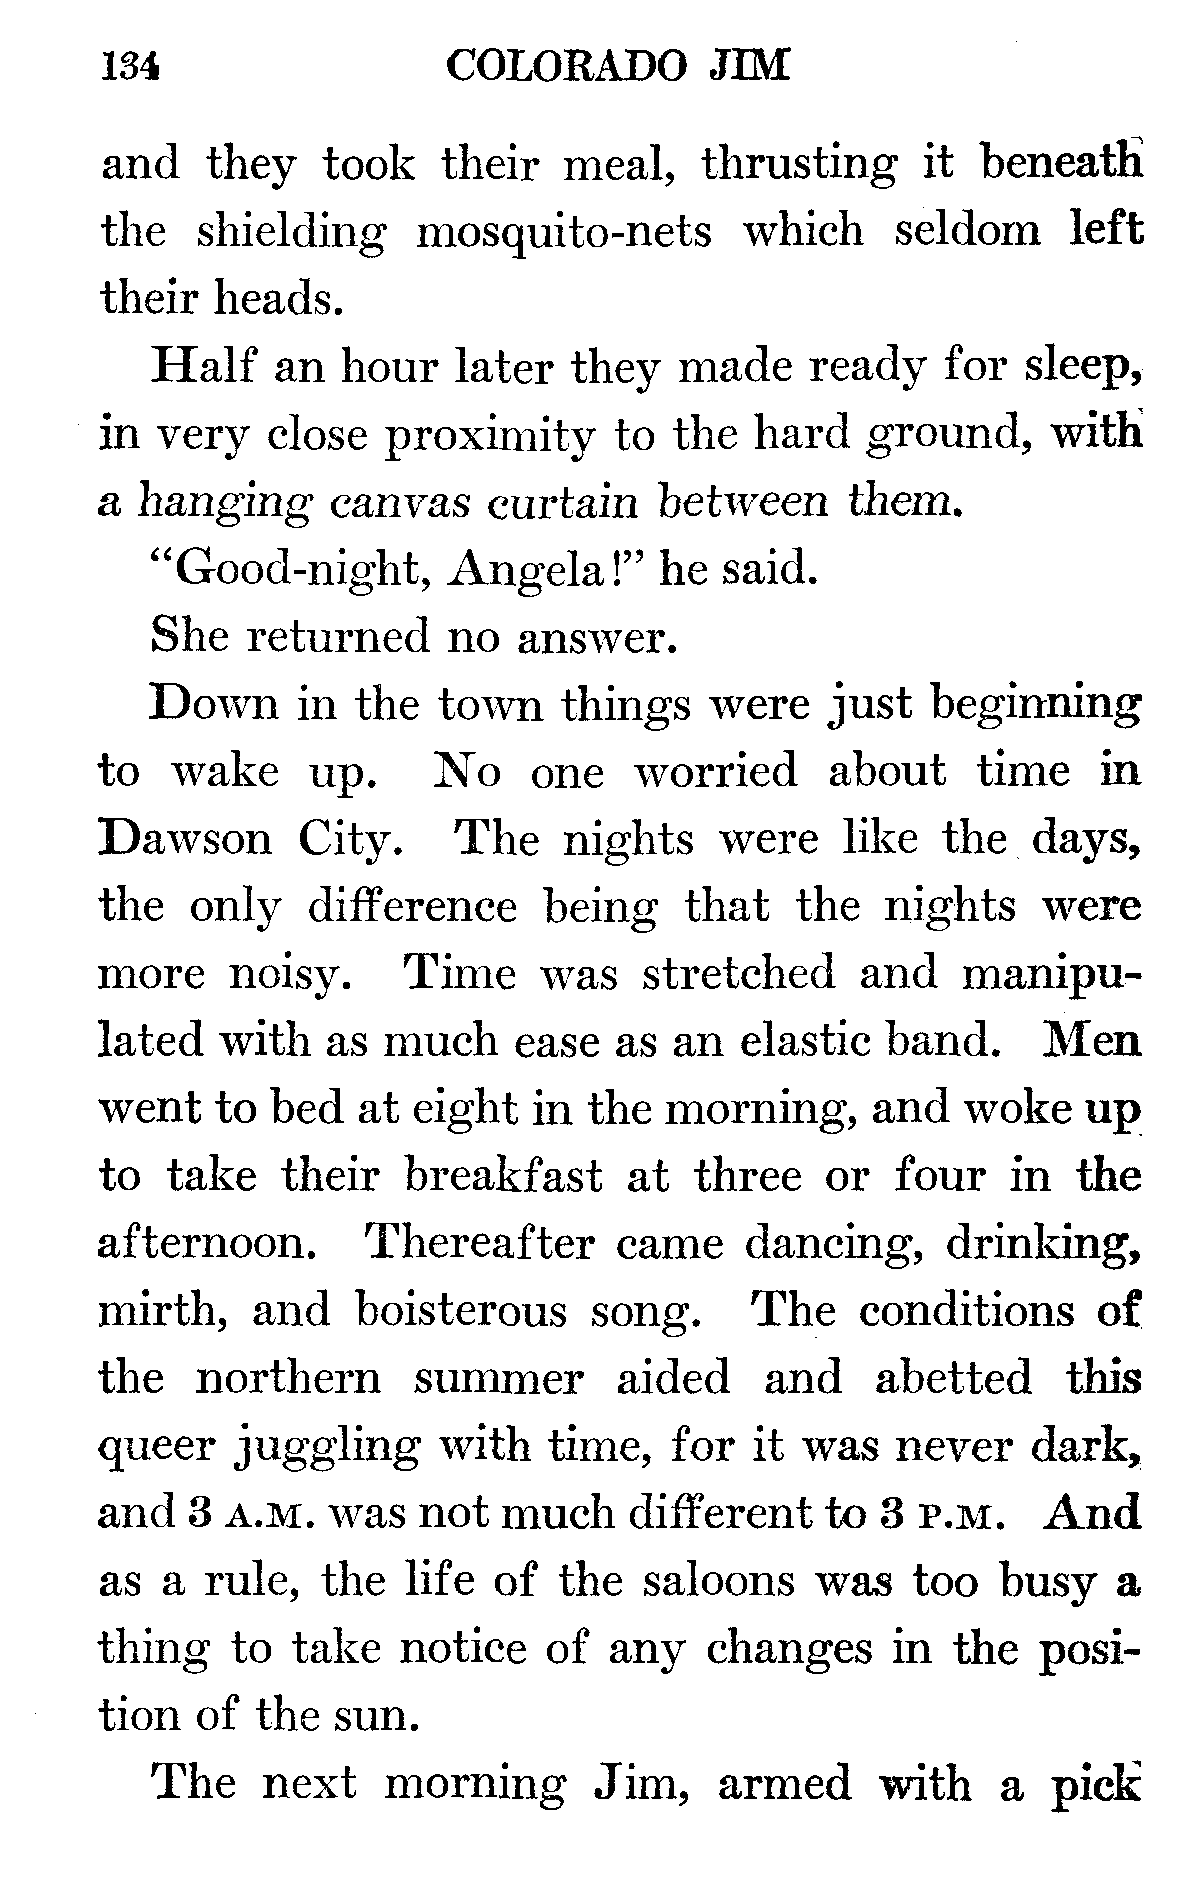 134 COLORADO JIM
and they took their meal, thrusting it beneath
the shielding mosquito-nets which seldom left
their heads.
Half an hour later they made ready for sleep,
in very close proximity to the hard ground, with
a hanging canvas curtain between them.
“Good-night, Angela!” he said.
She returned no answer.
Down in the town things were just beginning
to wake up. No one worried about time in
Dawson City. The nights were like the days,
the only difference being that the nights were
more noisy. Time was stretched and manipu-
lated with as much ease as an elastic band. Men
went to bed at eight in the morning, and woke up
to take their breakfast at three or four in the
afternoon. Thereafter came dancing, drinking,
mirth, and boisterous song. The conditions of
the northern summer aided and abetted this
queer juggling with time, for it was never dark,
and 3 A.M. was not much different to 3 P.M. And
as a rule, the life of the saloons was too busy a
thing to take notice of any changes in the posi-
tion of the sun.
The next morning Jim, armed with a pick